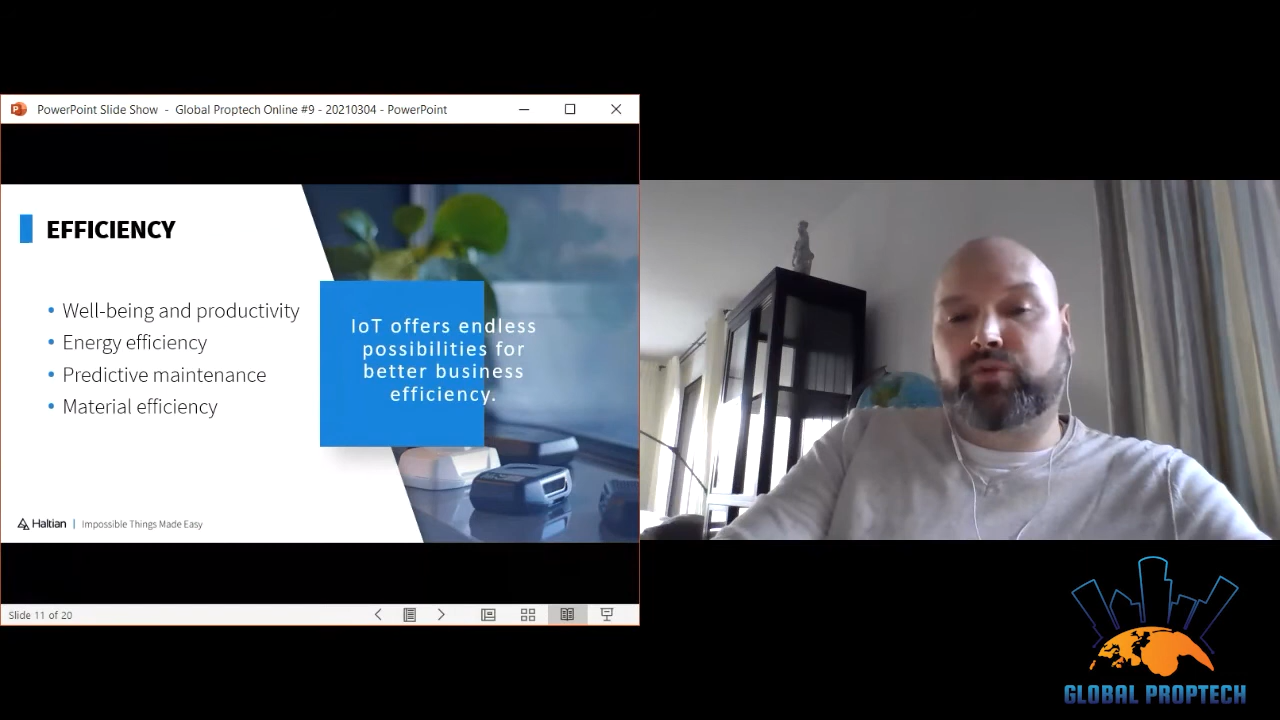 PowerPoint Slide Show - Global Proptech Online #9 - 20210304 - PowerPoint
EFFICIENCY
• Well-being and productivity
• Energy efficiency
• Predictive maintenance
• Material efficiency
IoT offers endless
possibilities for
better business
efficiency.
Haltian | Impossible Things Made Easy
Slide 11 of 20
GLOBAL PROPTECH